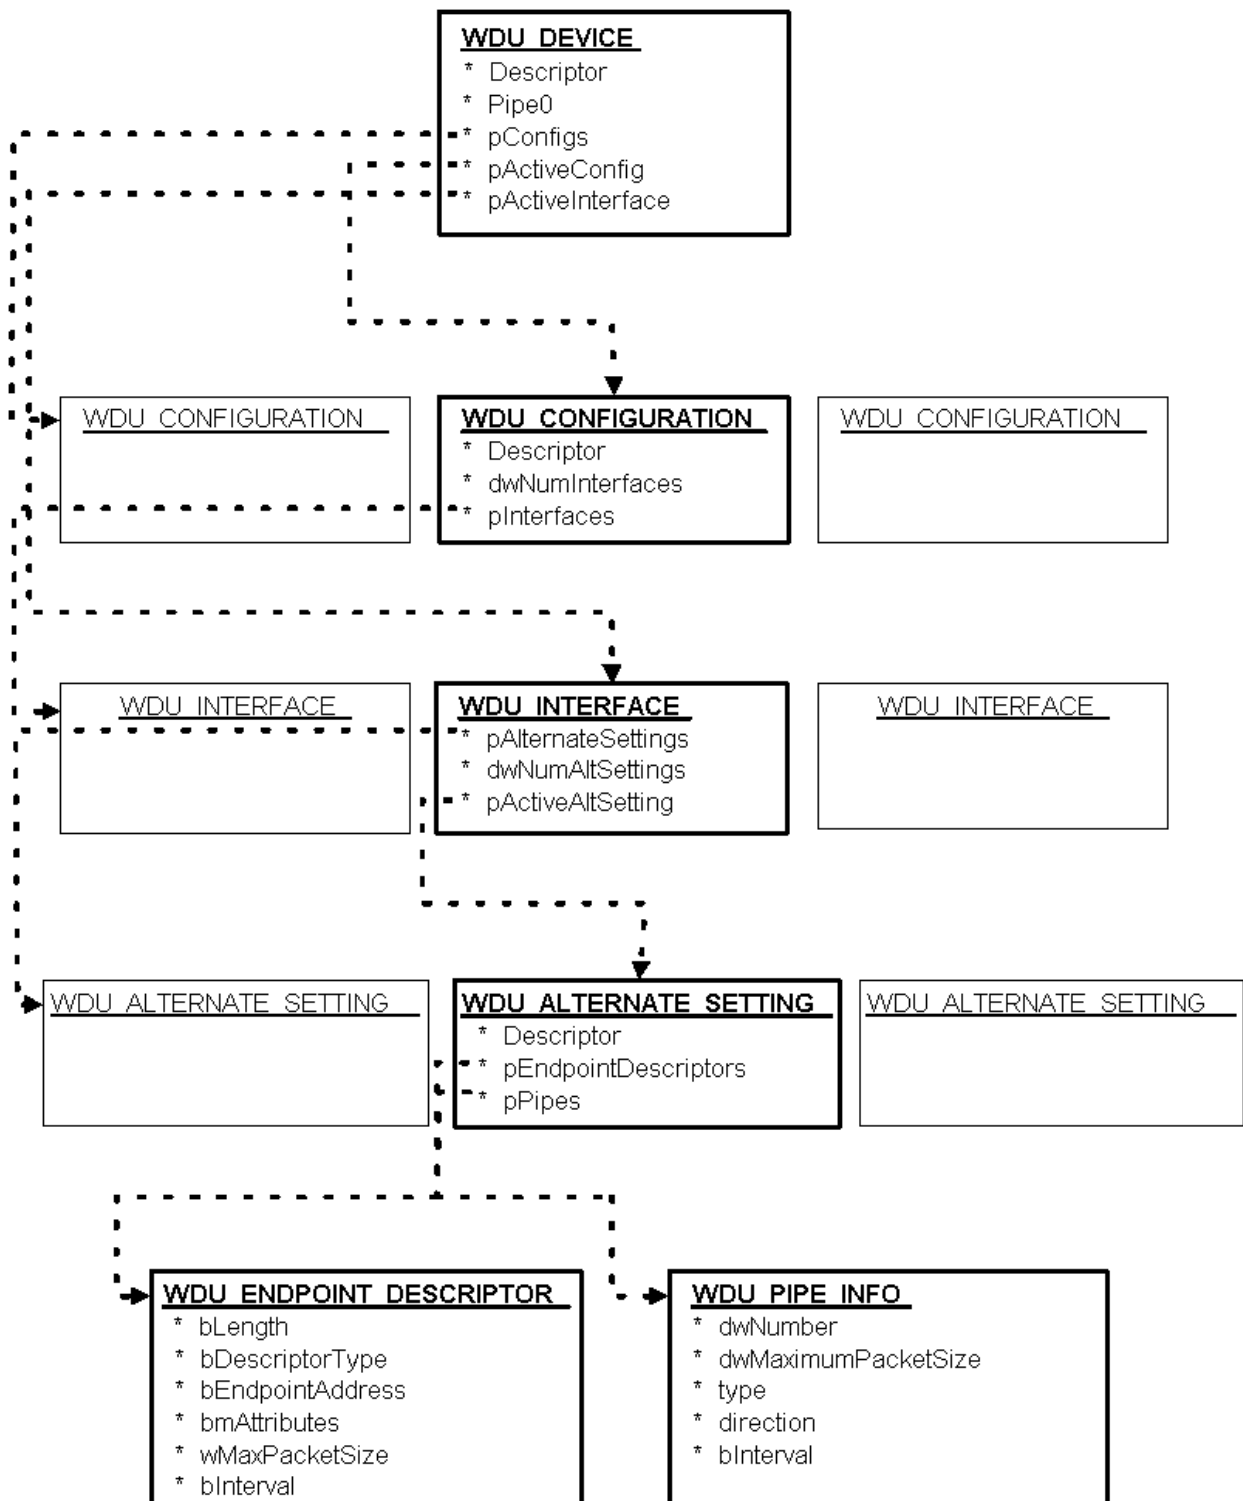 WDU_DEVICE
* Descriptor
* Pipe0
* pConfigs
* pActiveConfig
* pActiveInterface
WDU_CONFIGURATION
WDU_CONFIGURATION
* Descriptor
* dwNumInterfaces
* pInterfaces
WDU_CONFIGURATION
WDU_INTERFACE
WDU_INTERFACE
* pAlternateSettings
* dwNumAltSettings
* pActiveAltSetting
WDU_INTERFACE
WDU_ALTERNATE_SETTING
WDU_ALTERNATE_SETTING
* Descriptor
* pEndpointDescriptors
* pPipes
WDU_ALTERNATE_SETTING
WDU_ENDPOINT_DESCRIPTOR
* bLength
* bDescriptorType
* bEndpointAddress
* bmAttributes
* wMaxPacketSize
* bInterval
WDU_PIPE_INFO
* dwNumber
* dwMaximumPacketSize
* type
* direction
* bInterval